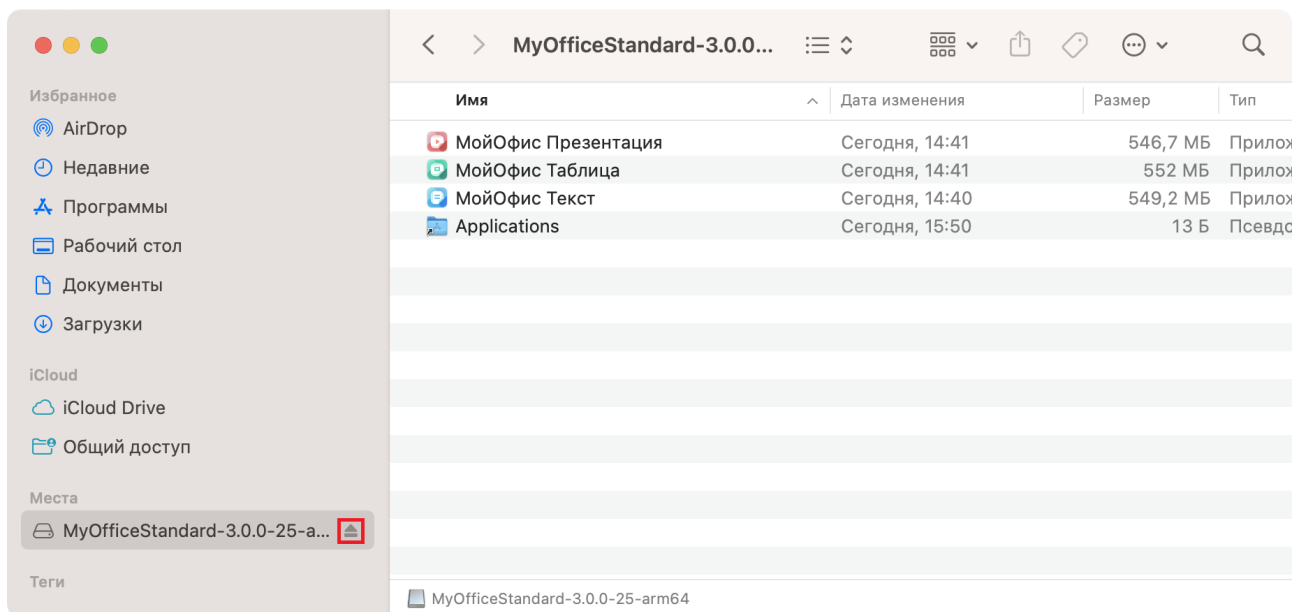 MyOfficeStandard-3.0.0...
Избранное
AirDrop
Недавние
Программы
Рабочий стол
Документы
Загрузки
iCloud
iCloud Drive
Общий доступ
Места
MyOfficeStandard-3.0.0-25-a...
Теги
Имя Дата изменения Размер Тип
МойОфис Презентация Сегодня, 14:41 546,7 МБ Прилож
МойОфис Таблица Сегодня, 14:41 552 МБ Прилож
МойОфис Текст Сегодня, 14:40 549,2 МБ Прилож
Applications Сегодня, 15:50 13 Б Псевдо
MyOfficeStandard-3.0.0-25-arm64